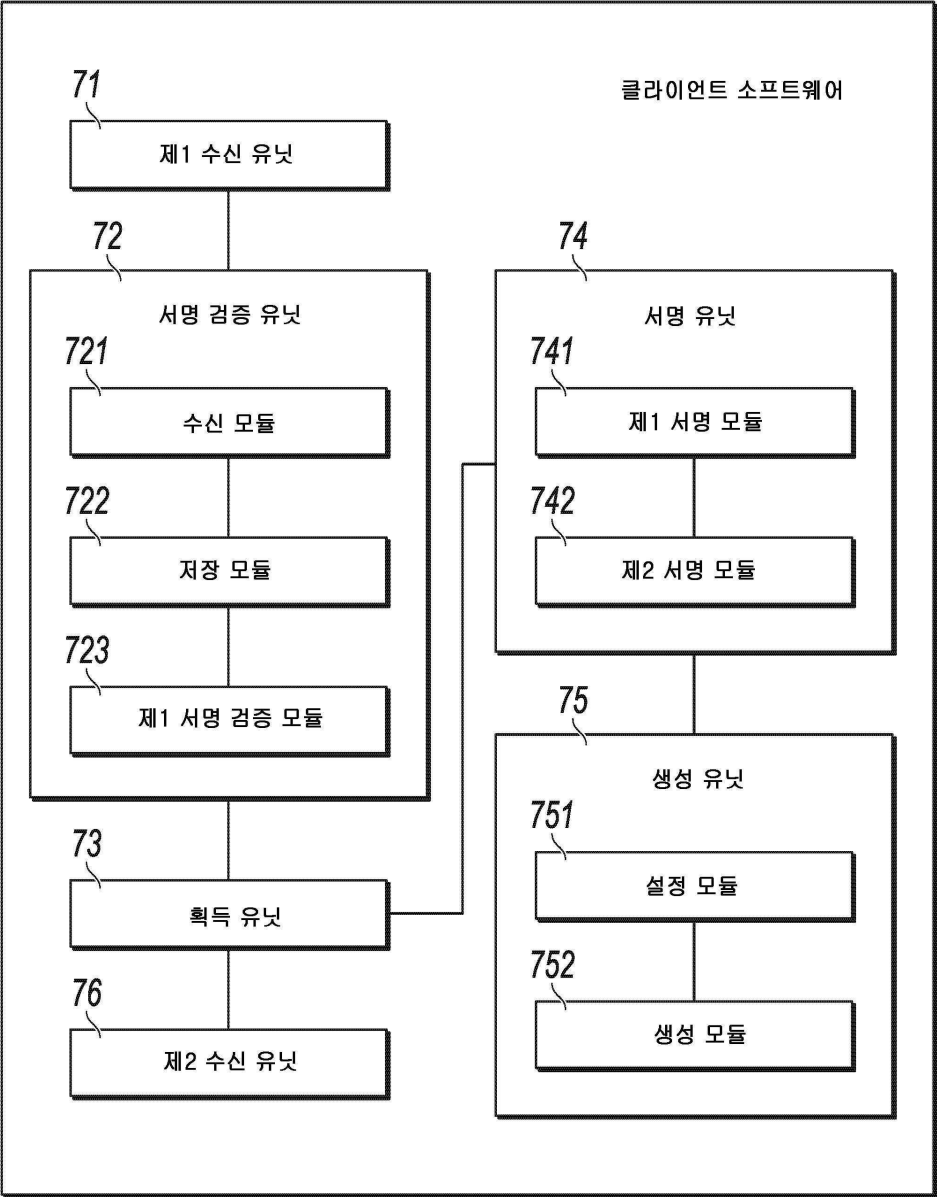 클라이언트 소프트웨어
71
제1 수신 유닛
72
서명 검증 유닛
721
수신 모듈
722
저장 모듈
723
제1 서명 검증 모듈
73
획득 유닛
76
제2 수신 유닛
74
서명 유닛
741
제1 서명 모듈
742
제2 서명 모듈
75
생성 유닛
751
설정 모듈
752
생성 모듈